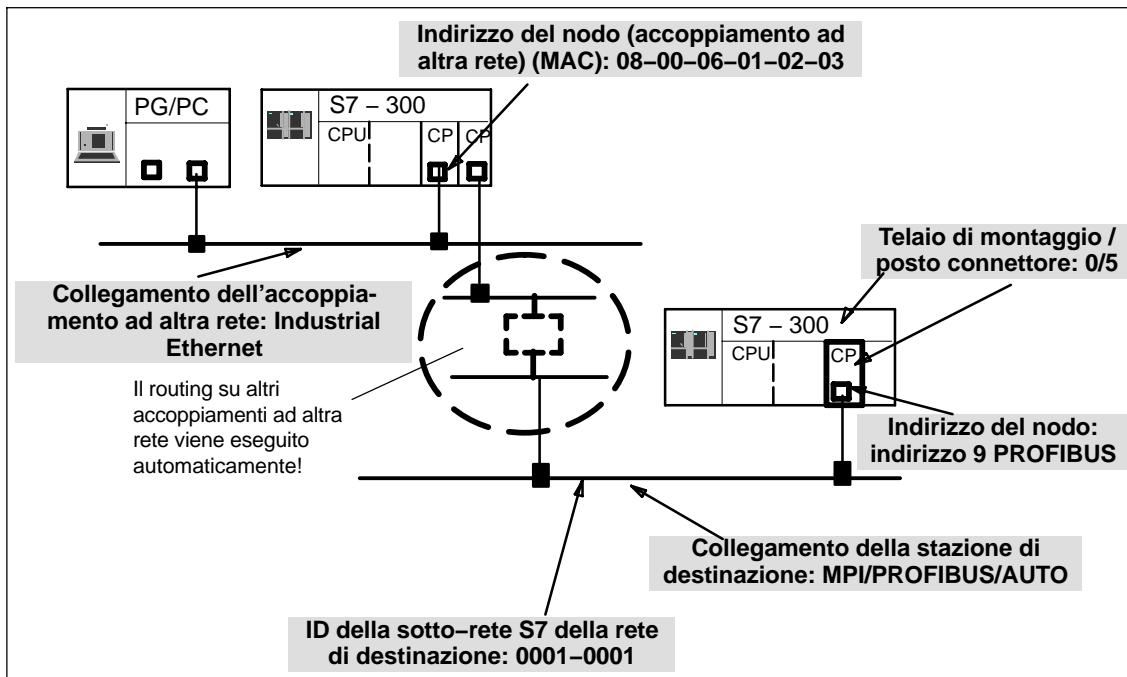 Indirizzo del nodo (accoppiamento ad
altra rete) (MAC): 08–00–06–01–02–03
PG/PC
S7 – 300
CPU
CP
CP
Telaio di montaggio /
posto connettore: 0/5
Collegamento dell’accoppia-
mento ad altra rete: Industrial
Ethernet
S7 – 300
CPU
CP
Il routing su altri
accoppiamenti ad altra
rete viene eseguito
automaticamente!
Indirizzo del nodo:
indirizzo 9 PROFIBUS
Collegamento della stazione di
destinazione: MPI/PROFIBUS/AUTO
ID della sotto–rete S7 della rete
di destinazione: 0001–0001